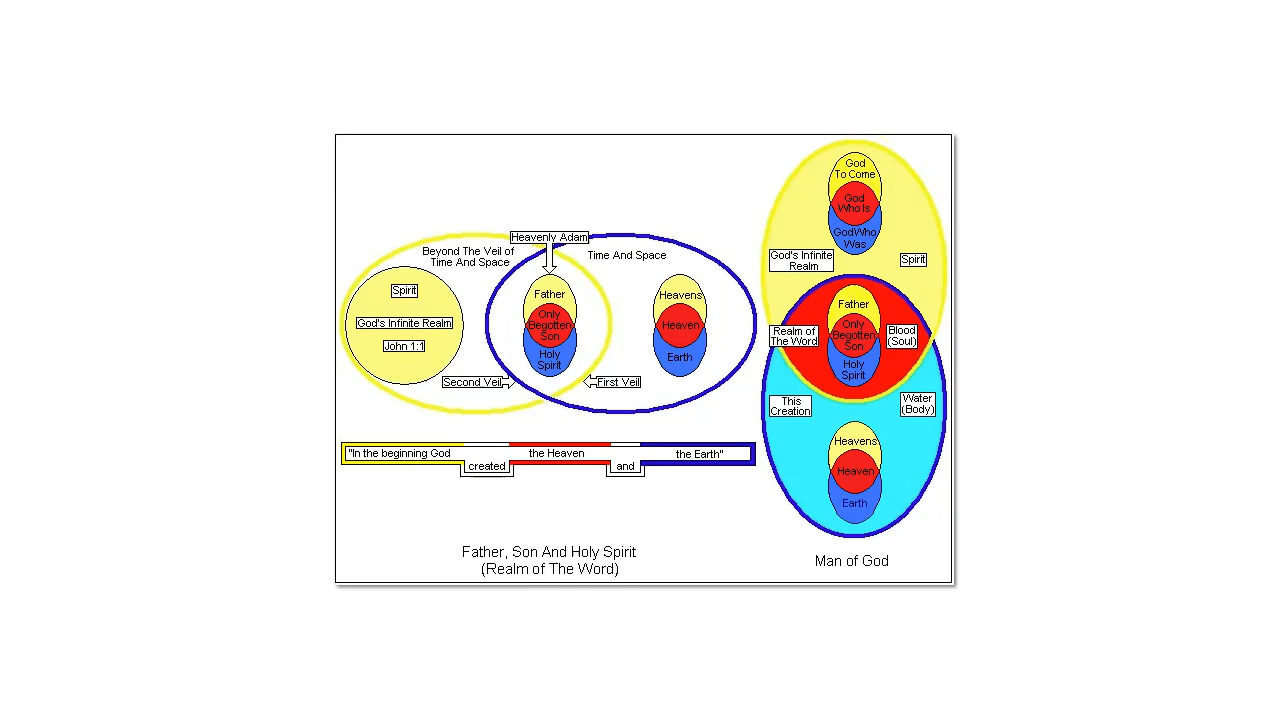 Heavenly Adam
Beyond The Veil of
Time And Space
Time And Space
Spirit
God's Infinite Realm
John 1:1
Father
Only
Begotten
Son
Holy
Spirit
Heavens
Heaven
Earth
Second Veil
First Veil
"In the beginning God
created
the Heaven
and
the Earth"
Father, Son And Holy Spirit
(Realm of The Word)
God
To Come
God
Who Is
GodWho
Was
God's Infinite
Realm
Spirit
Father
Only
Begotten
Son
Holy
Spirit
Realm of
The Word
Blood
(Soul)
This
Creation
Water
(Body)
Heavens
Heaven
Earth
Man of God